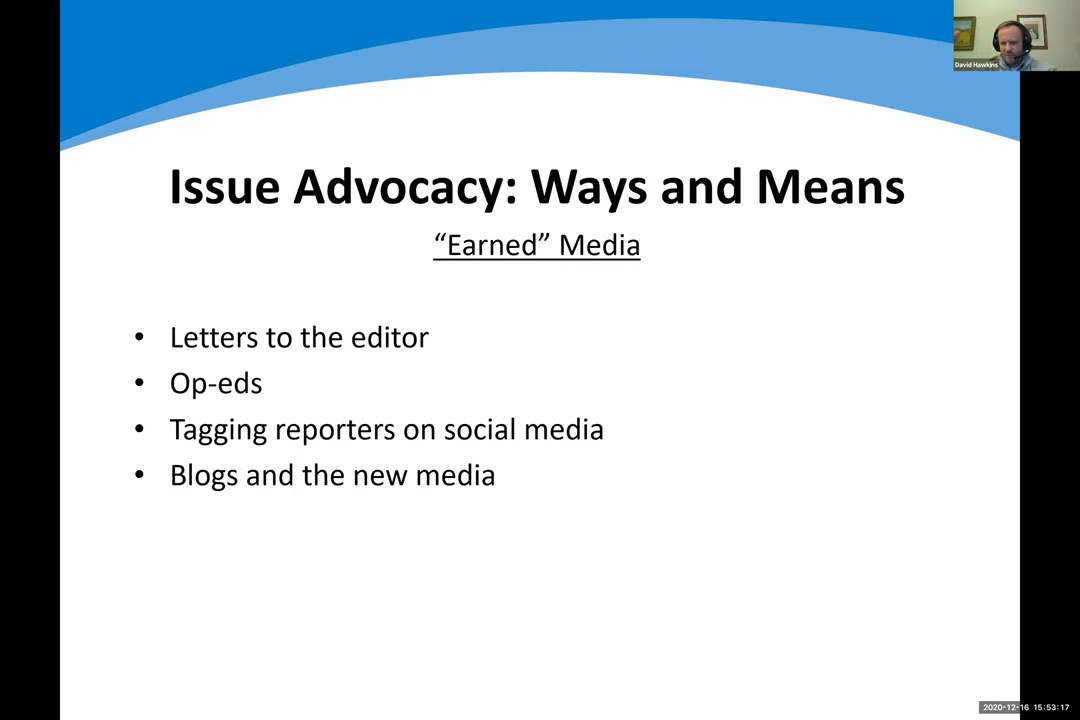 David Hawkins
Issue Advocacy: Ways and Means
“Earned” Media
• Letters to the editor
• Op-eds
• Tagging reporters on social media
• Blogs and the new media
2020-12-16 15:53:17